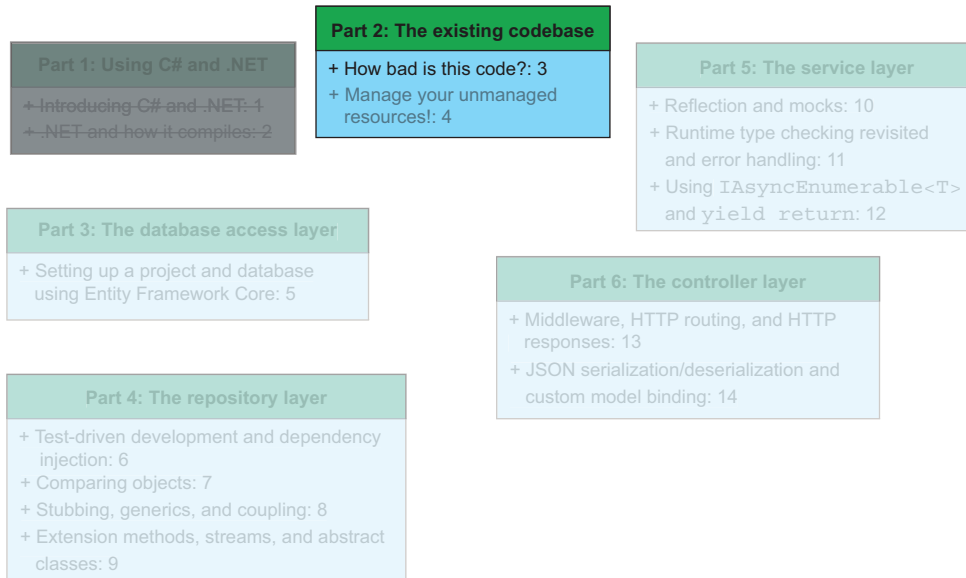 Part 1: Using C# and .NET
+ Introducing C# and .NET: 1
+ .NET and how it compiles: 2
Part 2: The existing codebase
+ How bad is this code?: 3
+ Manage your unmanaged
resources!: 4
Part 3: The database access layer
+ Setting up a project and database
using Entity Framework Core: 5
Part 4: The repository layer
+ Test-driven development and dependency
injection: 6
+ Comparing objects: 7
+ Stubbing, generics, and coupling: 8
+ Extension methods, streams, and abstract
classes: 9
Part 5: The service layer
+ Reflection and mocks: 10
+ Runtime type checking revisited
and error handling: 11
+ Using IAsyncEnumerable<T>
and yield return: 12
Part 6: The controller layer
+ Middleware, HTTP routing, and HTTP
responses: 13
+ JSON serialization/deserialization and
custom model binding: 14